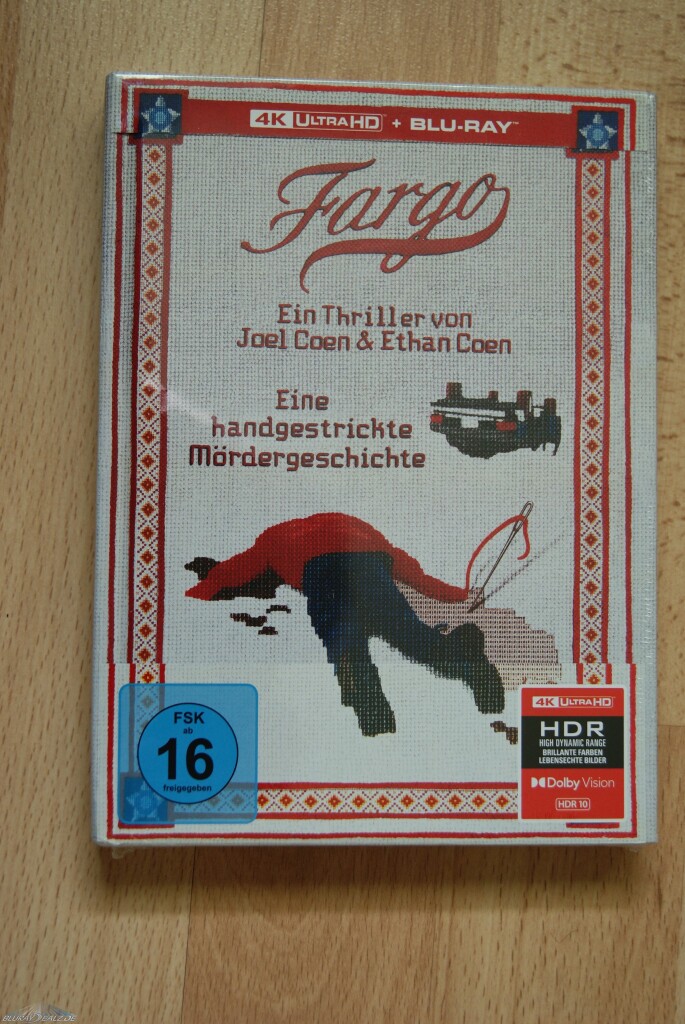 4K ULTRA HD + BLU-RAY™
Fargo
Ein Thriller von
Joel Coen & Ethan Coen
Eine
handgestrickte
Mördergeschichte
FSK
ab
16
freigegeben
4K ULTRA HD
HDR
HIGH DYNAMIC RANGE
BRILLANTE FARBEN
LEBENSECHTE BILDER
Dolby Vision
HDR 10